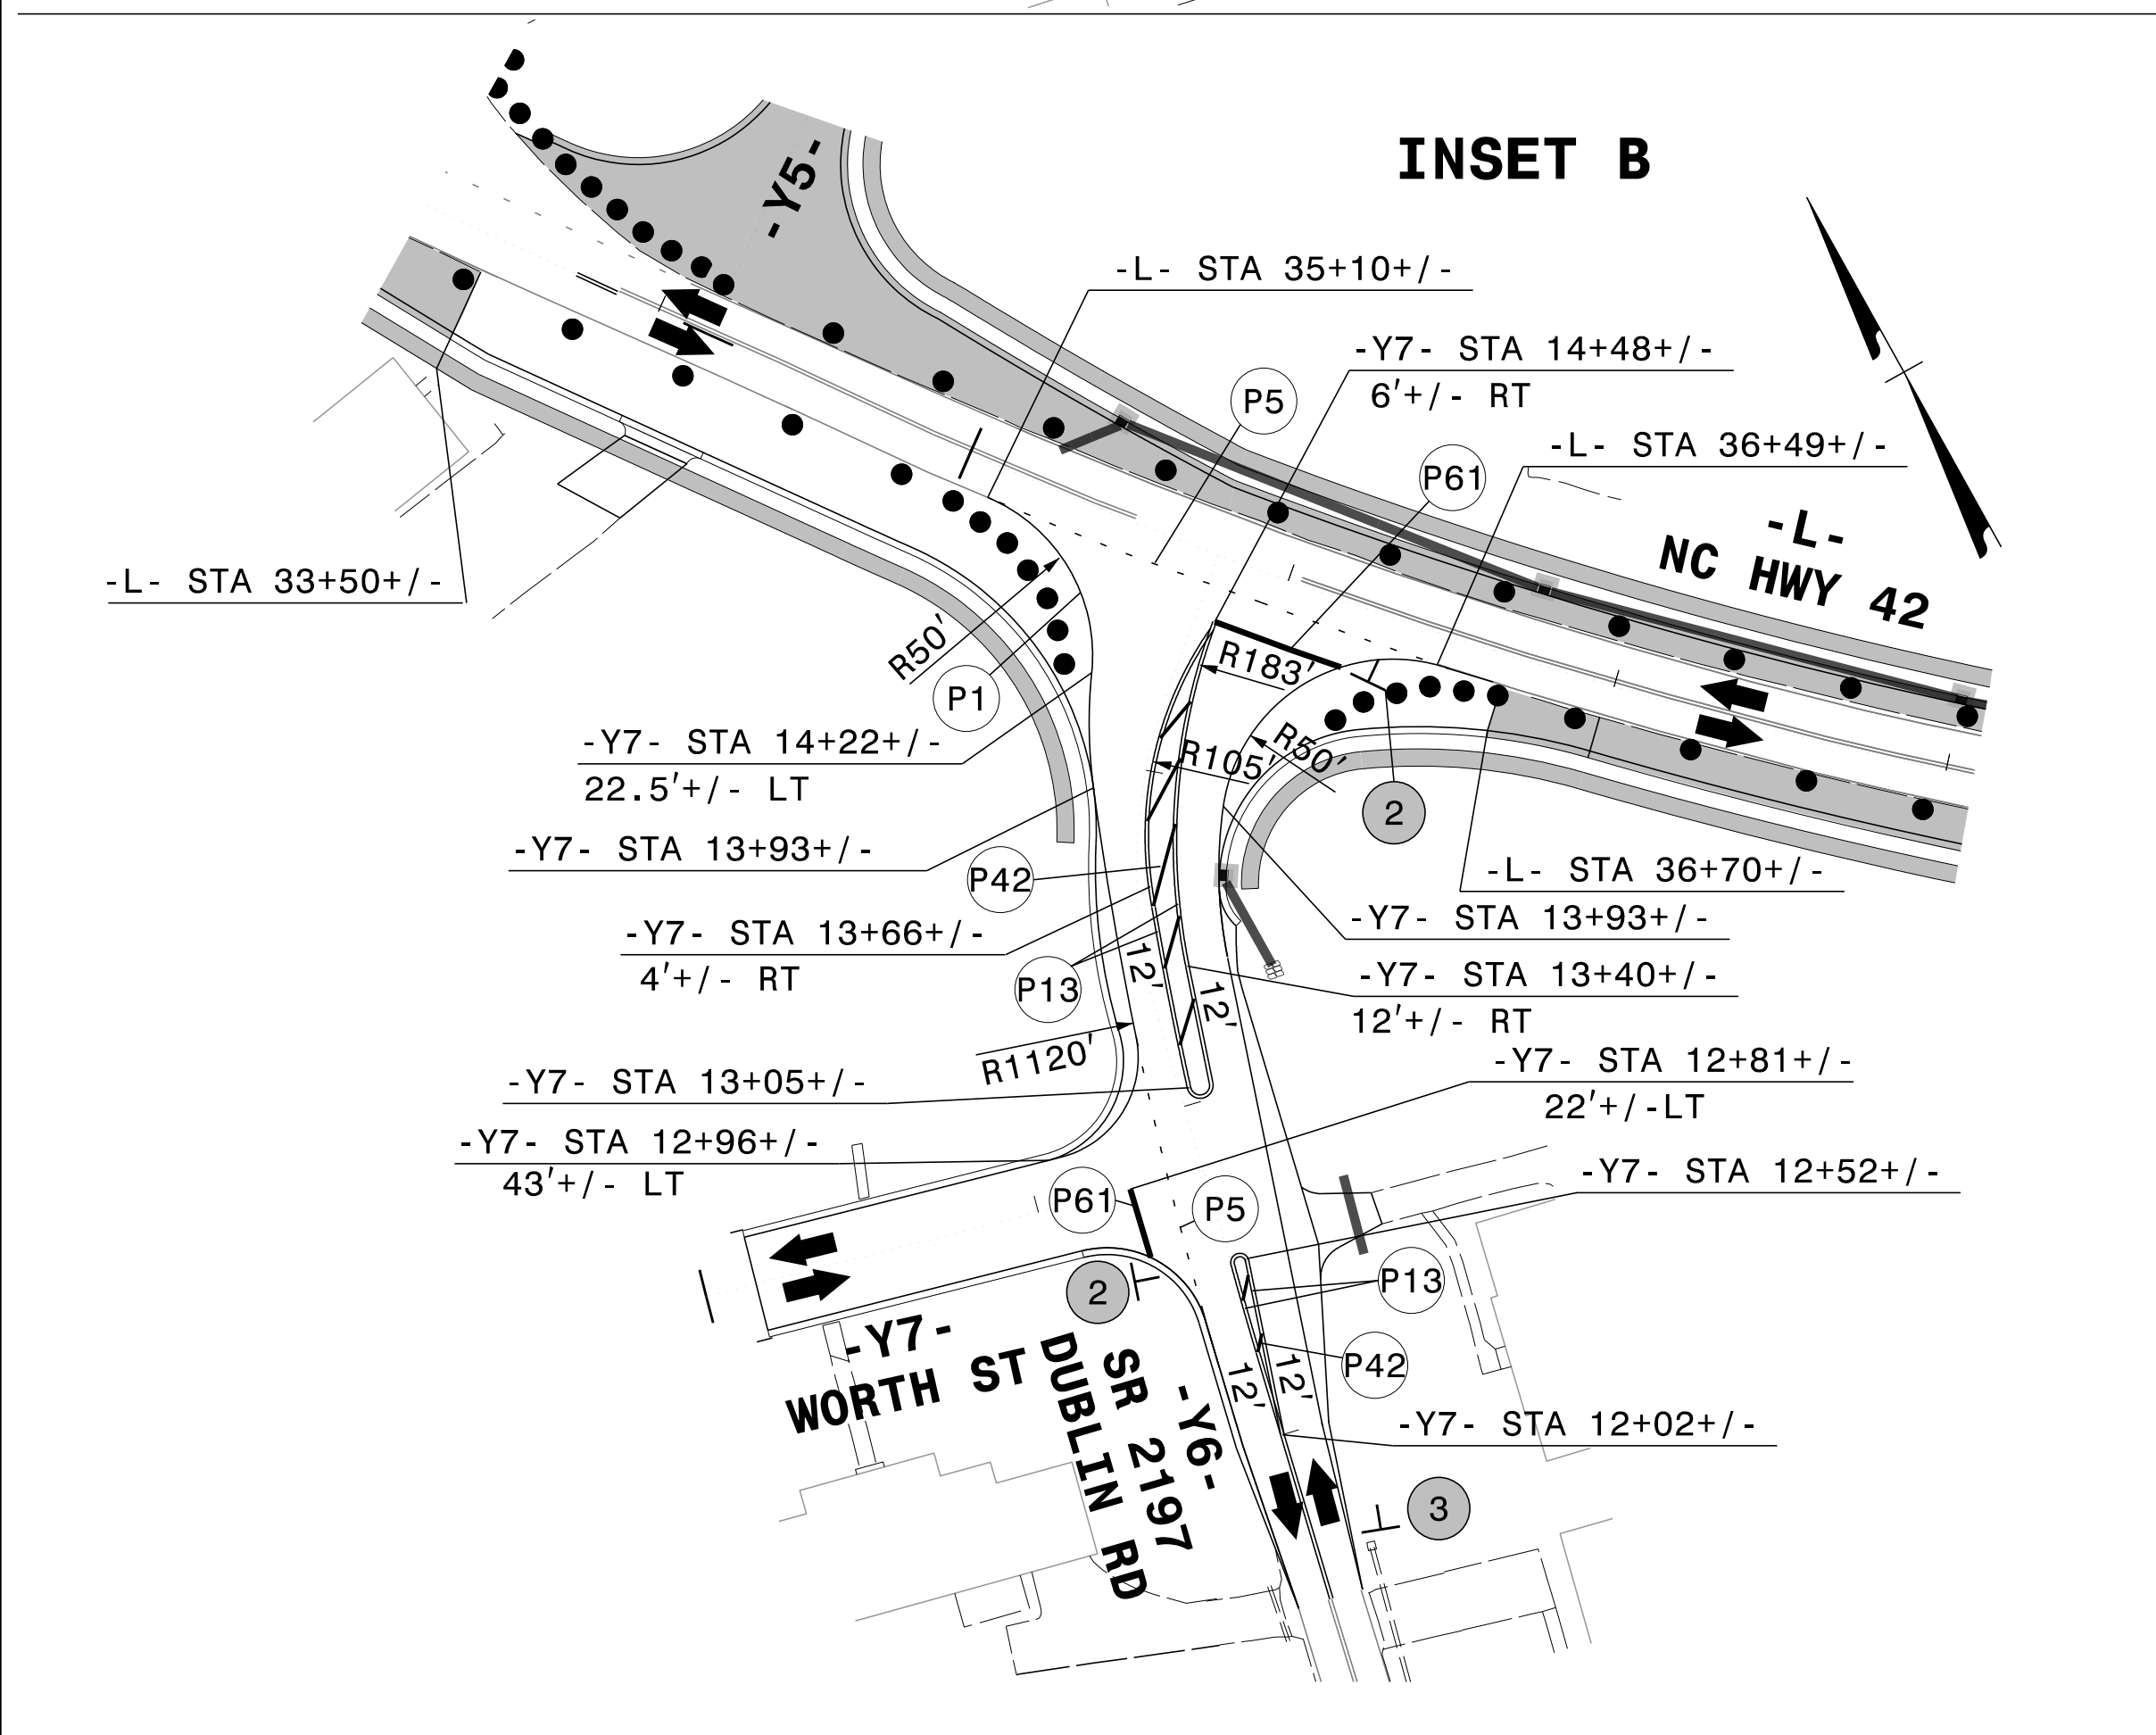 INSET B
-Y5-
-L- STA 35+10+/-
-Y7- STA 14+48+/-
6'+/- RT
P5
-L- STA 36+49+/-
P61
-L-
NC HWY 42
-L- STA 33+50+/-
R50'
P1
R183'
-Y7- STA 14+22+/-
22.5'+/- LT
R105'
R50'
2
-Y7- STA 13+93+/-
P42
-L- STA 36+70+/-
-Y7- STA 13+93+/-
-Y7- STA 13+66+/-
4'+/- RT
P13
12'
12'
-Y7- STA 13+40+/-
12'+/- RT
R1120'
-Y7- STA 13+05+/-
-Y7- STA 12+81+/-
22'+/-LT
-Y7- STA 12+96+/-
43'+/- LT
-Y7- STA 12+52+/-
P61
P5
2
P13
-Y7-
WORTH ST
P42
12'
12'
-Y6-
SR 2197
DUBLIN RD
-Y7- STA 12+02+/-
3